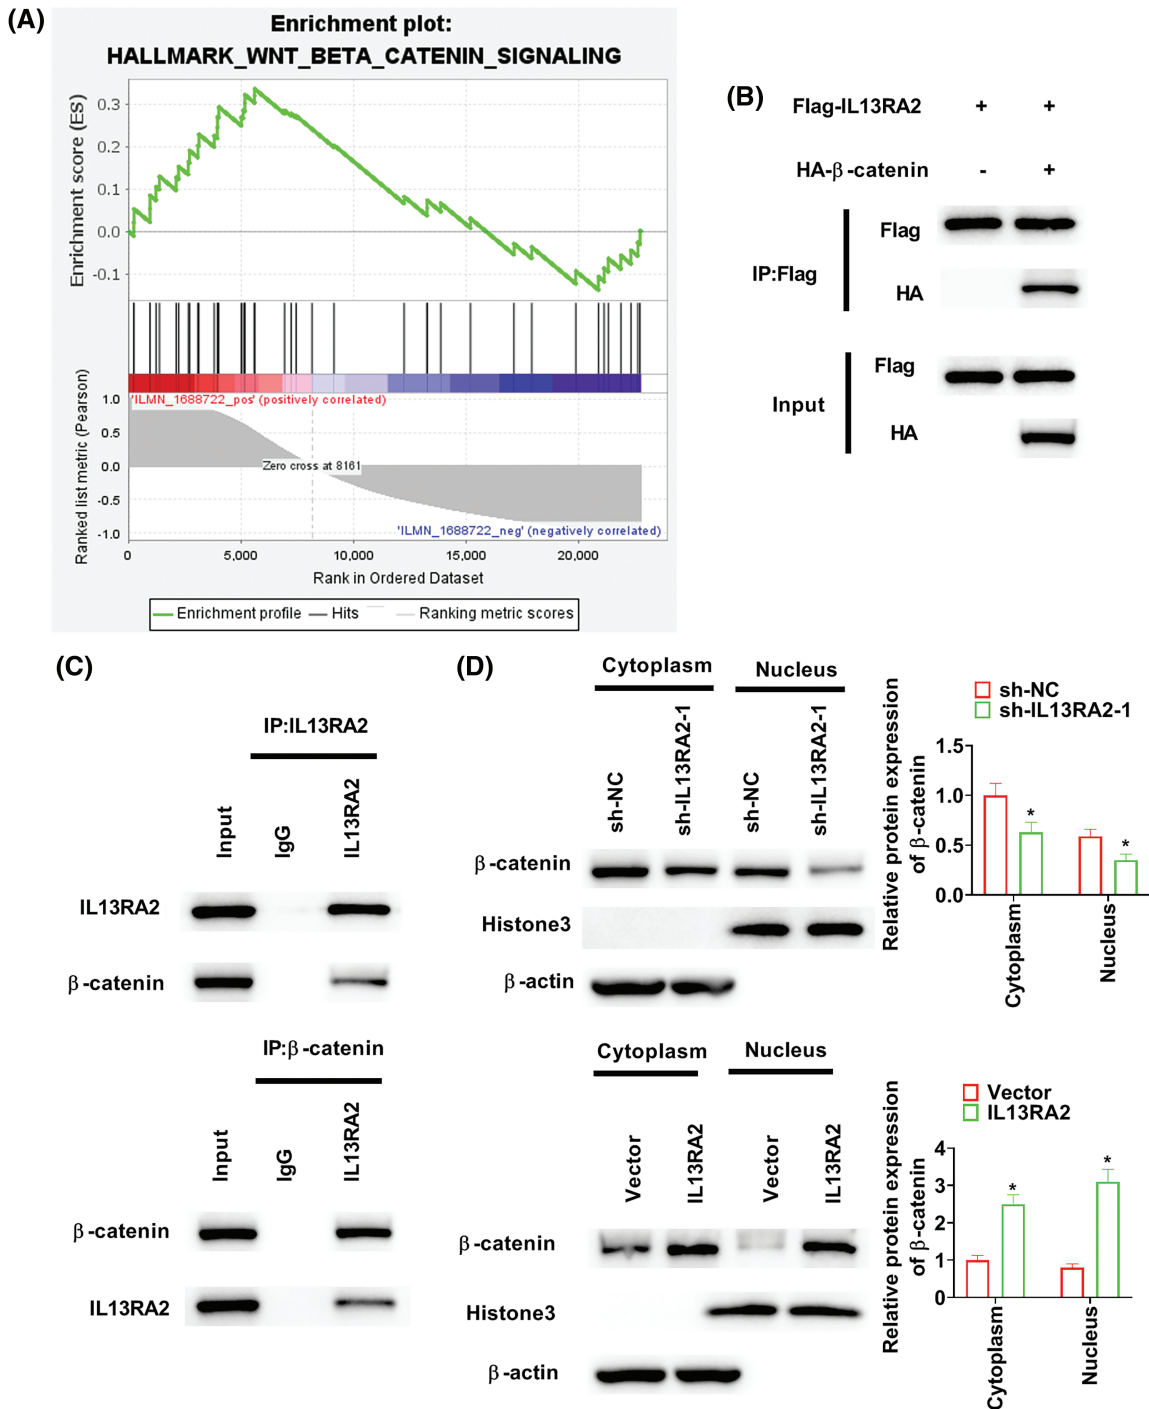 (A)
Enrichment plot:
HALLMARK_WNT_BETA_CATENIN_SIGNALING
Enrichment score (ES)
0.3
0.2
0.1
0.0
-0.1
Ranked list metric (Pearson)
1.0
0.5
0.0
-0.5
-1.0
'ILMN_1688722_pos' (positively correlated)
Zero cross at 8161
'ILMN_1688722_neg' (negatively correlated)
0 5,000 10,000 15,000 20,000
Rank in Ordered Dataset
Enrichment profile Hits Ranking metric scores
(B)
Flag-IL13RA2 + +
HA-β-catenin - +
IP:Flag
Flag
HA
Input
Flag
HA
(C)
IP:IL13RA2
Input IgG IL13RA2
IL13RA2
β-catenin
IP:β-catenin
Input IgG IL13RA2
β-catenin
IL13RA2
(D)
Cytoplasm Nucleus
sh-NC sh-IL13RA2-1 sh-NC sh-IL13RA2-1
β-catenin
Histone3
β-actin
sh-NC
sh-IL13RA2-1
Relative protein expression
of β-catenin
1.5
1.0
0.5
0.0
* *
Cytoplasm Nucleus
Cytoplasm Nucleus
Vector IL13RA2 Vector IL13RA2
β-catenin
Histone3
β-actin
Vector
IL13RA2
Relative protein expression
of β-catenin
4
3
2
1
0
* *
Cytoplasm Nucleus